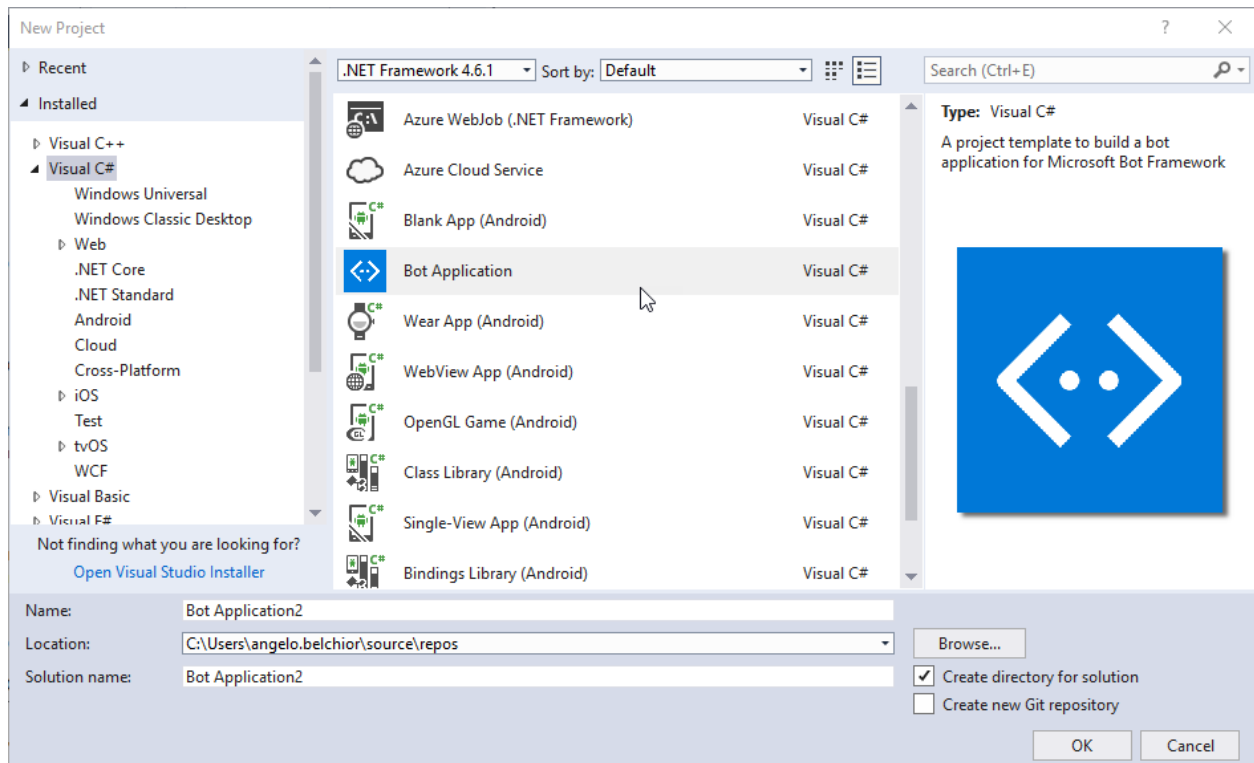 New Project
?
Recent
Installed
Visual C++
Visual C#
Windows Universal
Windows Classic Desktop
Web
.NET Core
.NET Standard
Android
Cloud
Cross-Platform
iOS
Test
tvOS
WCF
Visual Basic
Visual F#
Not finding what you are looking for?
Open Visual Studio Installer
.NET Framework 4.6.1 Sort by: Default
Azure WebJob (.NET Framework) Visual C#
Azure Cloud Service Visual C#
Blank App (Android) Visual C#
Bot Application Visual C#
Wear App (Android) Visual C#
WebView App (Android) Visual C#
OpenGL Game (Android) Visual C#
Class Library (Android) Visual C#
Single-View App (Android) Visual C#
Bindings Library (Android) Visual C#
Search (Ctrl+E)
Type: Visual C#
A project template to build a bot
application for Microsoft Bot Framework
Name: Bot Application2
Location: C:\Users\angelo.belchior\source\repos
Browse...
Solution name: Bot Application2
Create directory for solution
Create new Git repository
OK Cancel